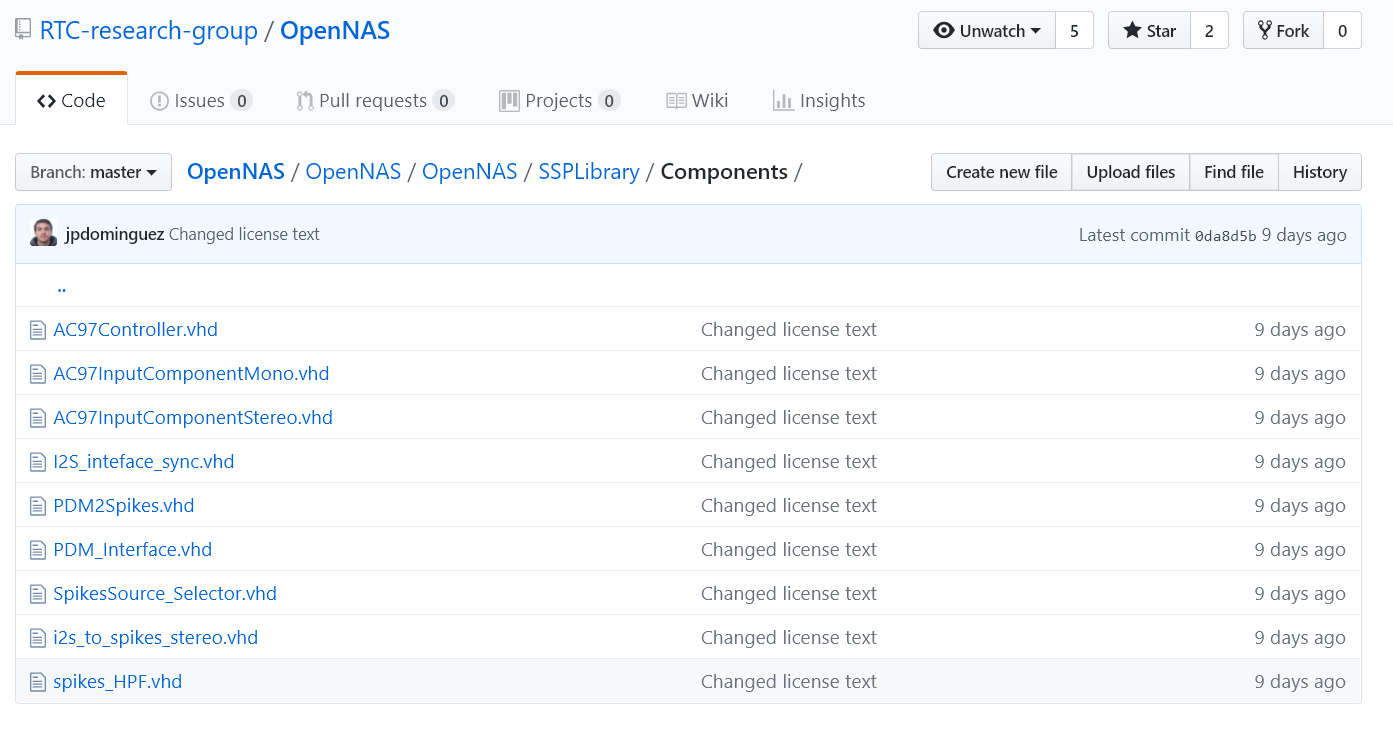 RTC-research-group / OpenNAS Unwatch 5 Star 2 Fork 0
Code Issues 0 Pull requests 0 Projects 0 Wiki Insights
Branch: master OpenNAS / OpenNAS / OpenNAS / SSPLibrary / Components / Create new file Upload files Find file History
jpdominguez Changed license text Latest commit 0da8d5b 9 days ago
..
AC97Controller.vhd Changed license text 9 days ago
AC97InputComponentMono.vhd Changed license text 9 days ago
AC97InputComponentStereo.vhd Changed license text 9 days ago
I2S_inteface_sync.vhd Changed license text 9 days ago
PDM2Spikes.vhd Changed license text 9 days ago
PDM_Interface.vhd Changed license text 9 days ago
SpikesSource_Selector.vhd Changed license text 9 days ago
i2s_to_spikes_stereo.vhd Changed license text 9 days ago
spikes_HPF.vhd Changed license text 9 days ago